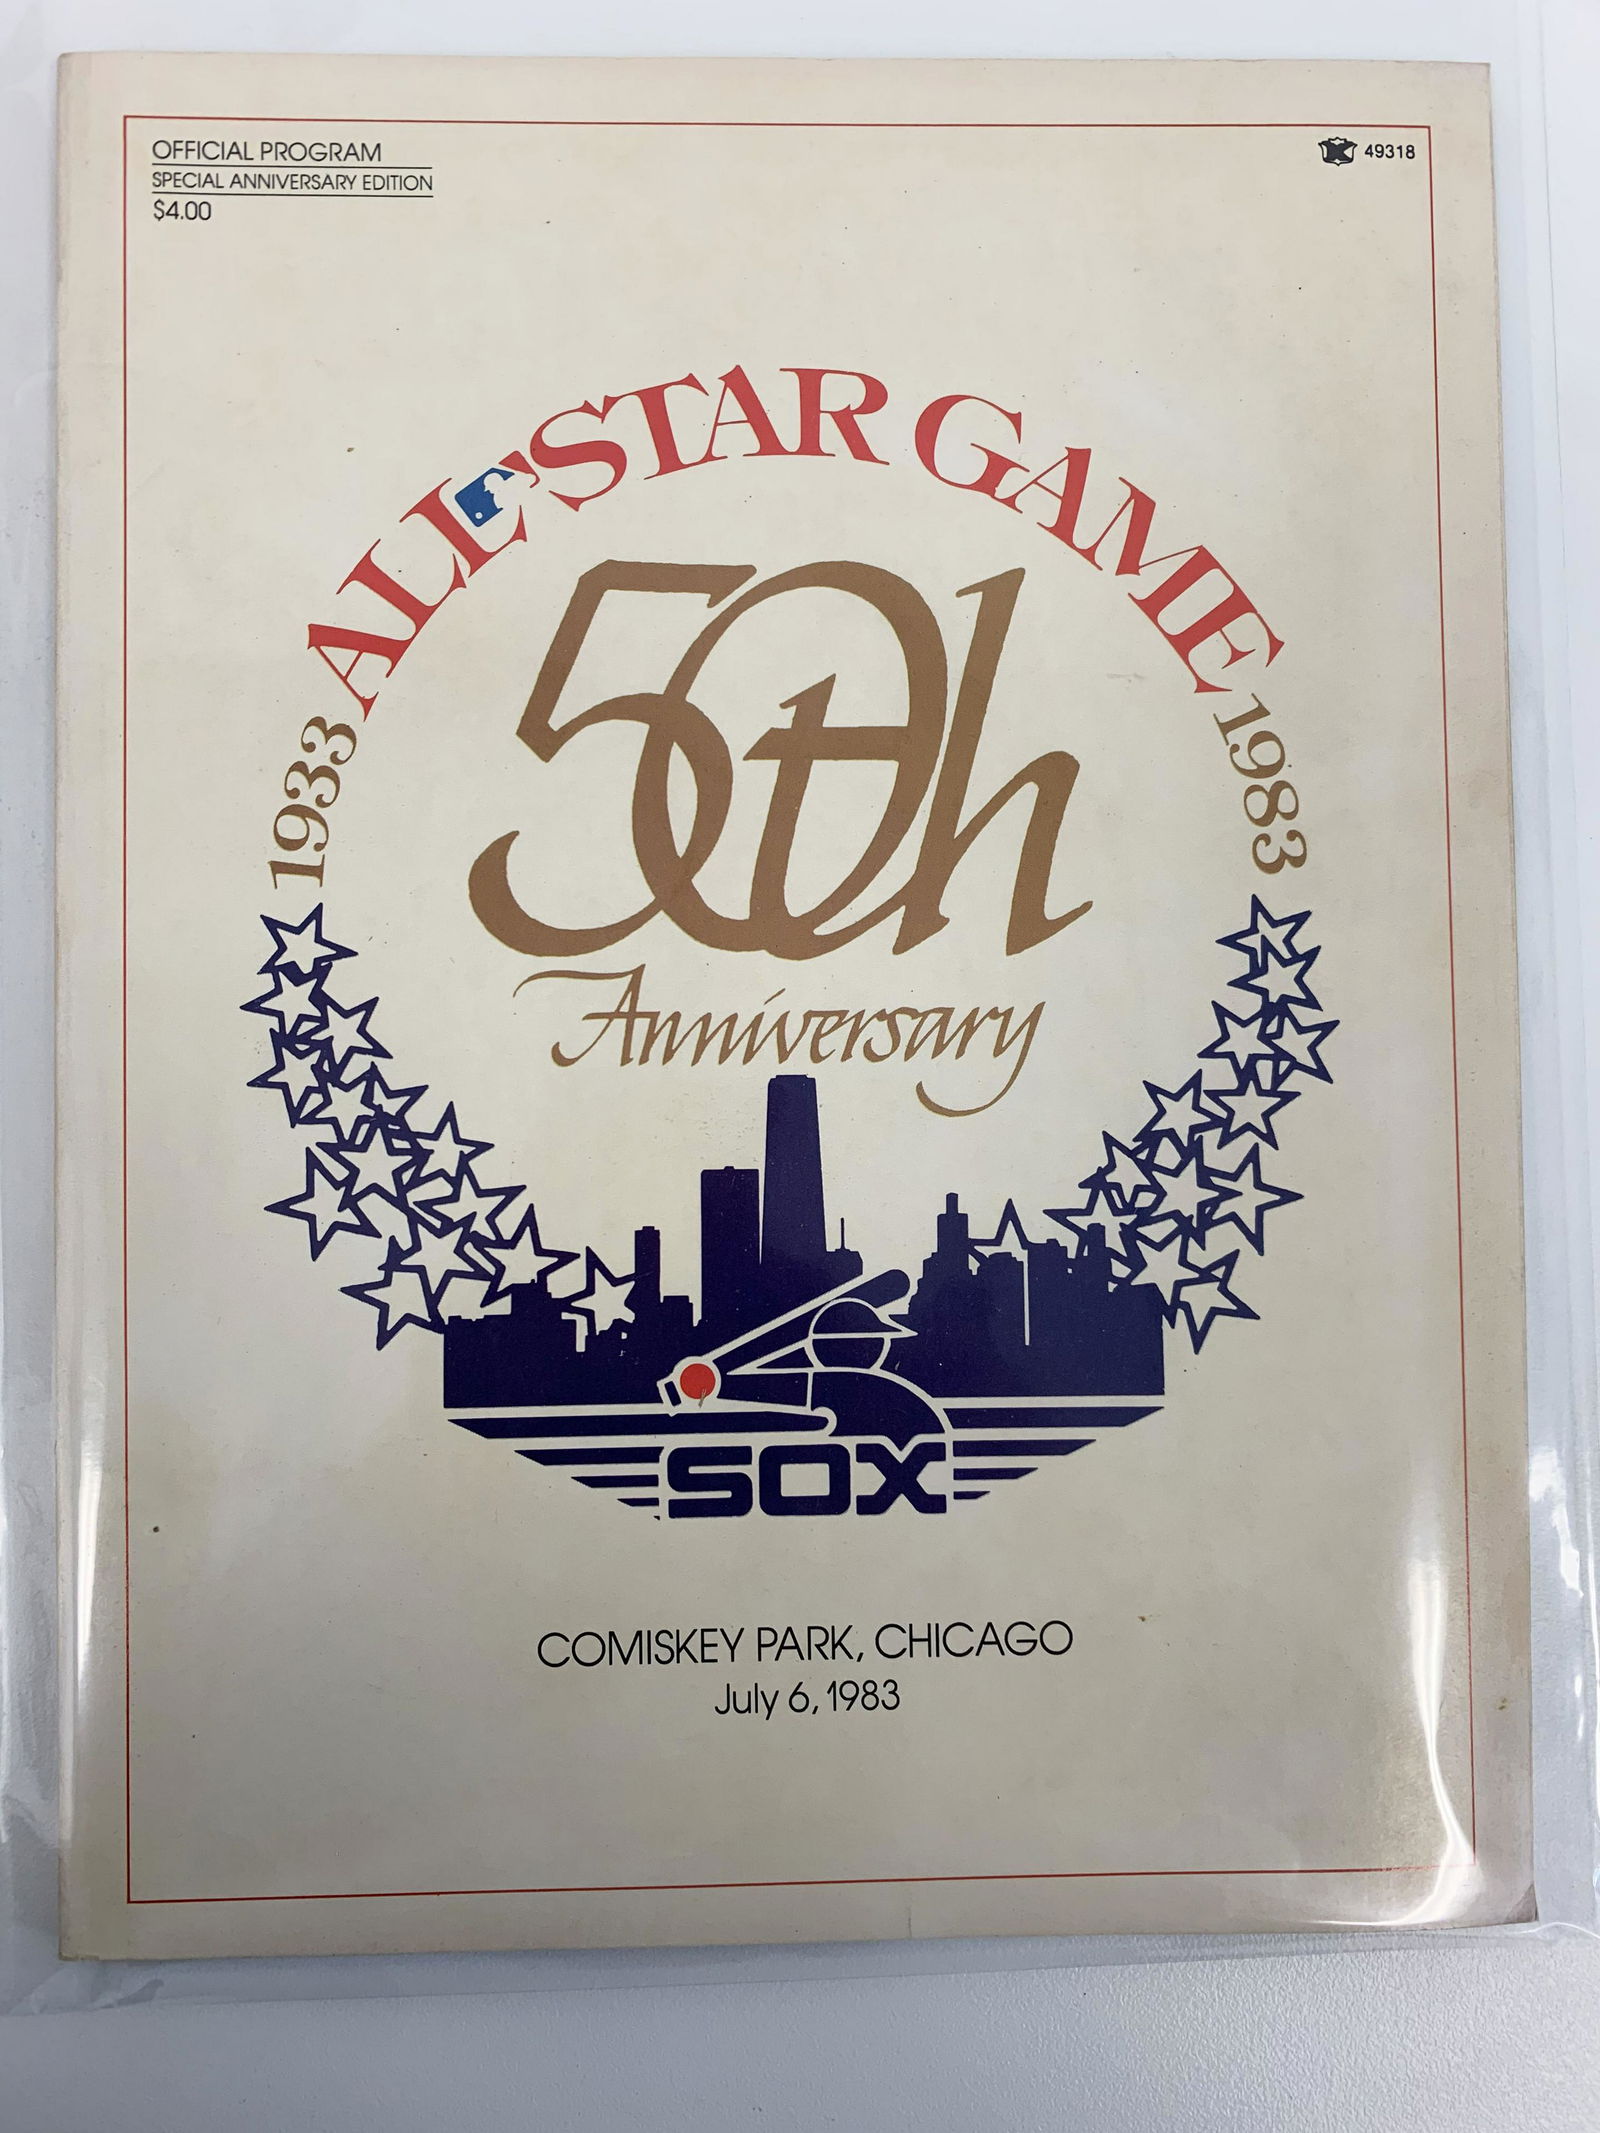 OFFICIAL PROGRAM
SPECIAL ANNIVERSARY EDITION
$4.00
49318
1933 ALL STAR GAME 1983
50th
Anniversary
SOX
COMISKEY PARK, CHICAGO
July 6, 1983